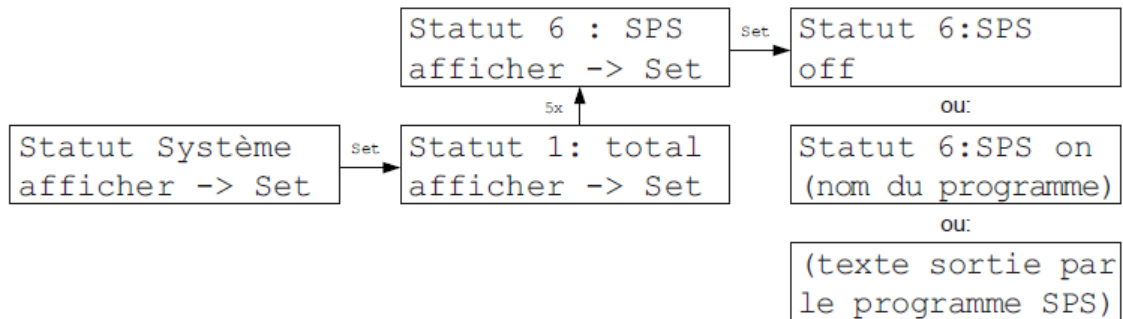 Statut 6 : SPS
afficher -> Set
Set
Statut 6:SPS
off
5x
ou:
Statut Système
afficher -> Set
Set
Statut 1: total
afficher -> Set
Statut 6:SPS on
(nom du programme)
ou:
(texte sortie par
le programme SPS)